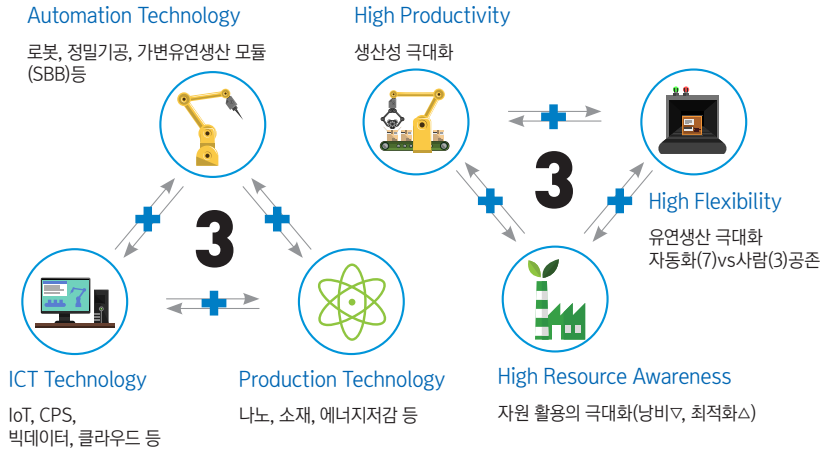 Automation Technology
로봇, 정밀기공, 가변유연생산 모듈
(SBB)등
3
ICT Technology
IoT, CPS,
빅데이터, 클라우드 등
Production Technology
나노, 소재, 에너지저감 등
High Productivity
생산성 극대화
3
High Flexibility
유연생산 극대화
자동화(7)vs사람(3)공존
High Resource Awareness
자원 활용의 극대화(낭비▽, 최적화△)